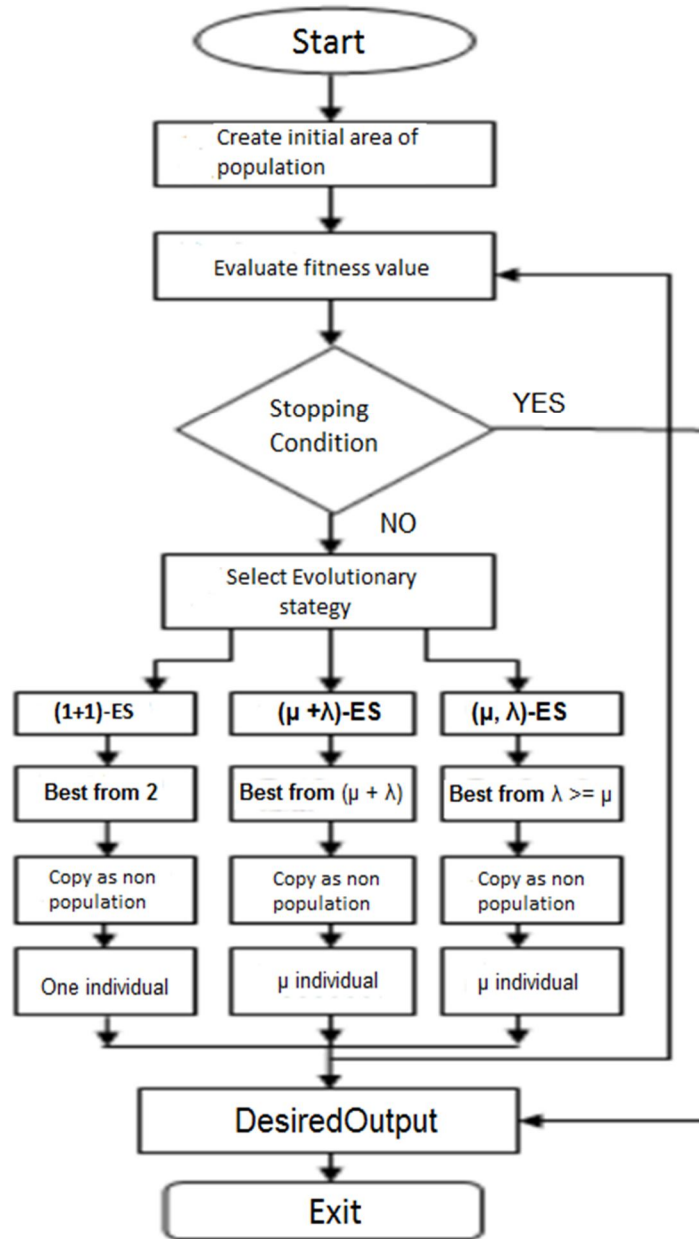 Start
Create initial area of
population
Evaluate fitness value
Stopping
Condition
YES
NO
Select Evolutionary
stategy
(1+1)-ES
(μ +λ)-ES
(μ, λ)-ES
Best from 2
Best from (μ + λ)
Best from λ >= μ
Copy as non
population
Copy as non
population
Copy as non
population
One individual
μ individual
μ individual
DesiredOutput
Exit